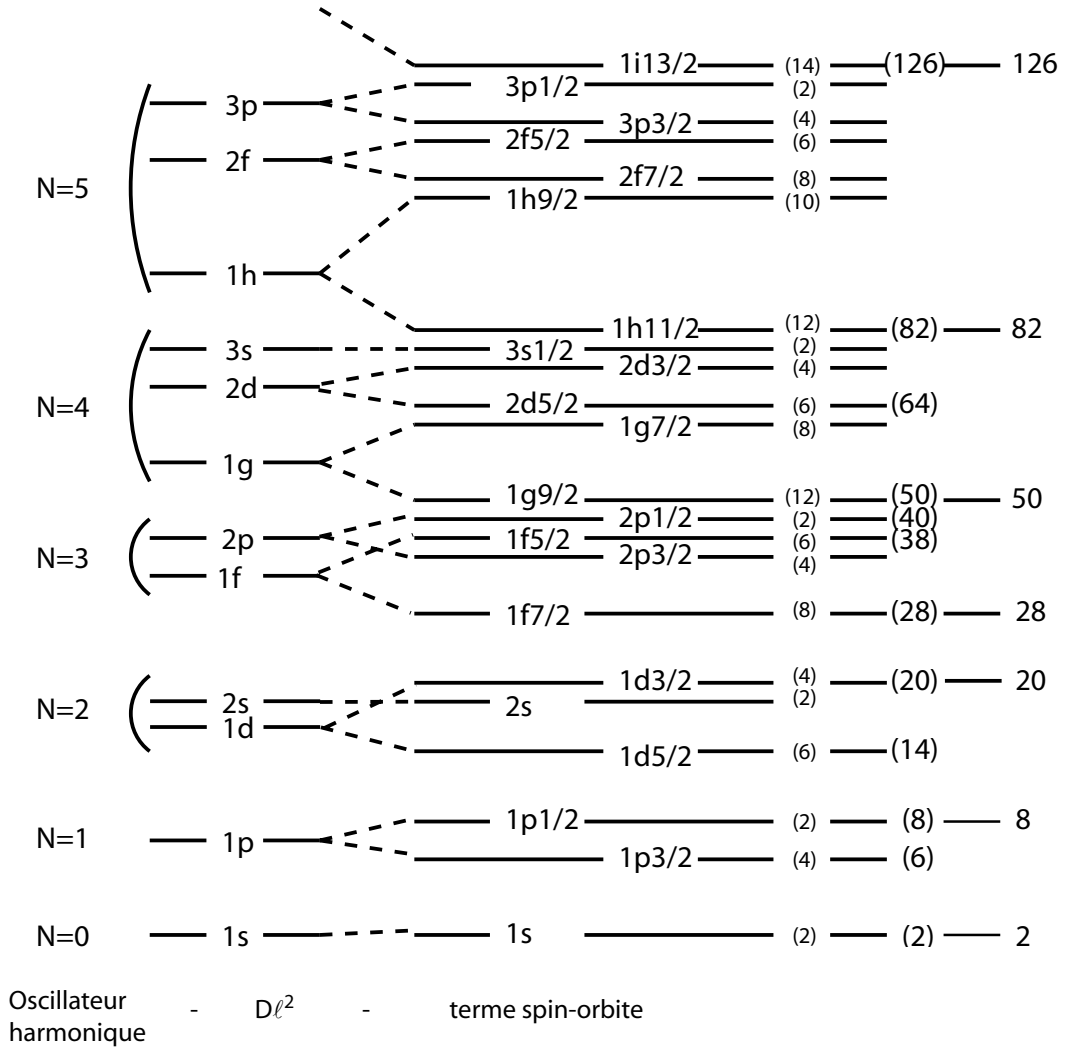 1i13/2 (14) (126) 126
3p1/2 (2)
3p
3p3/2 (4)
2f5/2 (6)
2f
2f7/2 (8)
N=5
1h9/2 (10)
1h
1h11/2 (12) (82) 82
3s 3s1/2 (2)
2d3/2 (4)
2d
N=4 2d5/2 (6) (64)
1g7/2 (8)
1g
1g9/2 (12) (50) 50
2p1/2 (2) (40)
2p 1f5/2 (6) (38)
N=3 2p3/2 (4)
1f
1f7/2 (8) (28) 28
1d3/2 (4) (20) 20
2s 2s (2)
N=2
1d
1d5/2 (6) (14)
1p1/2 (2) (8) 8
N=1 1p
1p3/2 (4) (6)
N=0 1s 1s (2) (2) 2
Oscillateur
harmonique - Dℓ² - terme spin-orbite